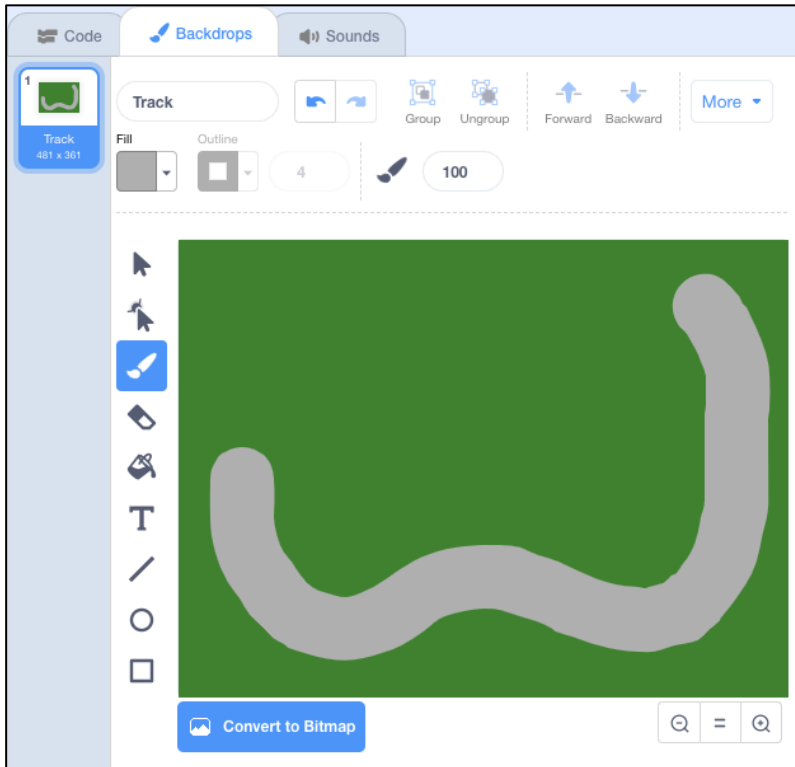 Code Backdrops Sounds
1
Track
481 x 361
Track
Group Ungroup Forward Backward More
Fill Outline
4 100
T
Convert to Bitmap
=